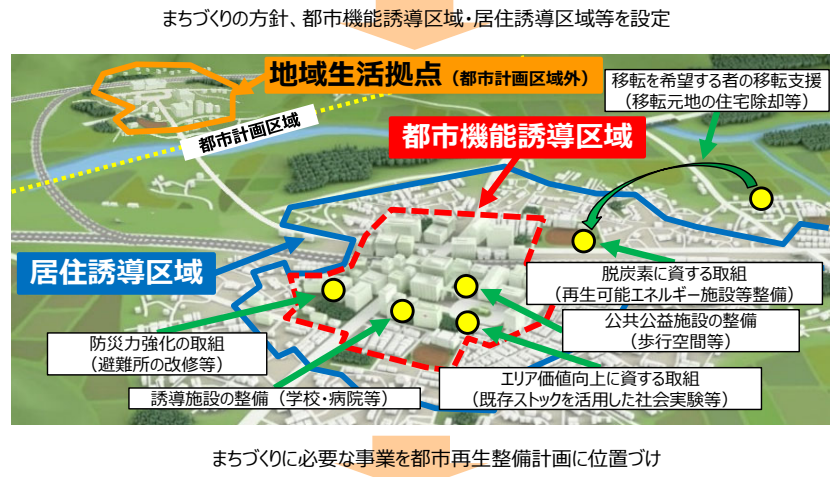 まちづくりの方針、都市機能誘導区域・居住誘導区域等を設定
地域生活拠点（都市計画区域外）
移転を希望する者の移転支援
（移転元地の住宅除却等）
都市計画区域
都市機能誘導区域
居住誘導区域
脱炭素に資する取組
（再生可能エネルギー施設等整備）
公共公益施設の整備
（歩行空間等）
防災力強化の取組
（避難所の改修等）
エリア価値向上に資する取組
（既存ストックを活用した社会実験等）
誘導施設の整備（学校・病院等）
まちづくりに必要な事業を都市再生整備計画に位置づけ